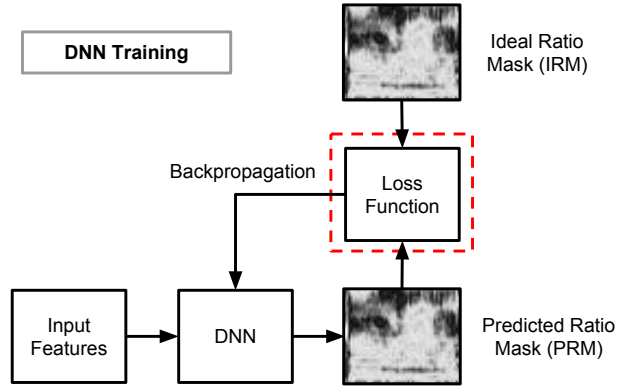 DNN Training
Ideal Ratio
Mask (IRM)
Backpropagation
Loss
Function
Input
Features
DNN
Predicted Ratio
Mask (PRM)